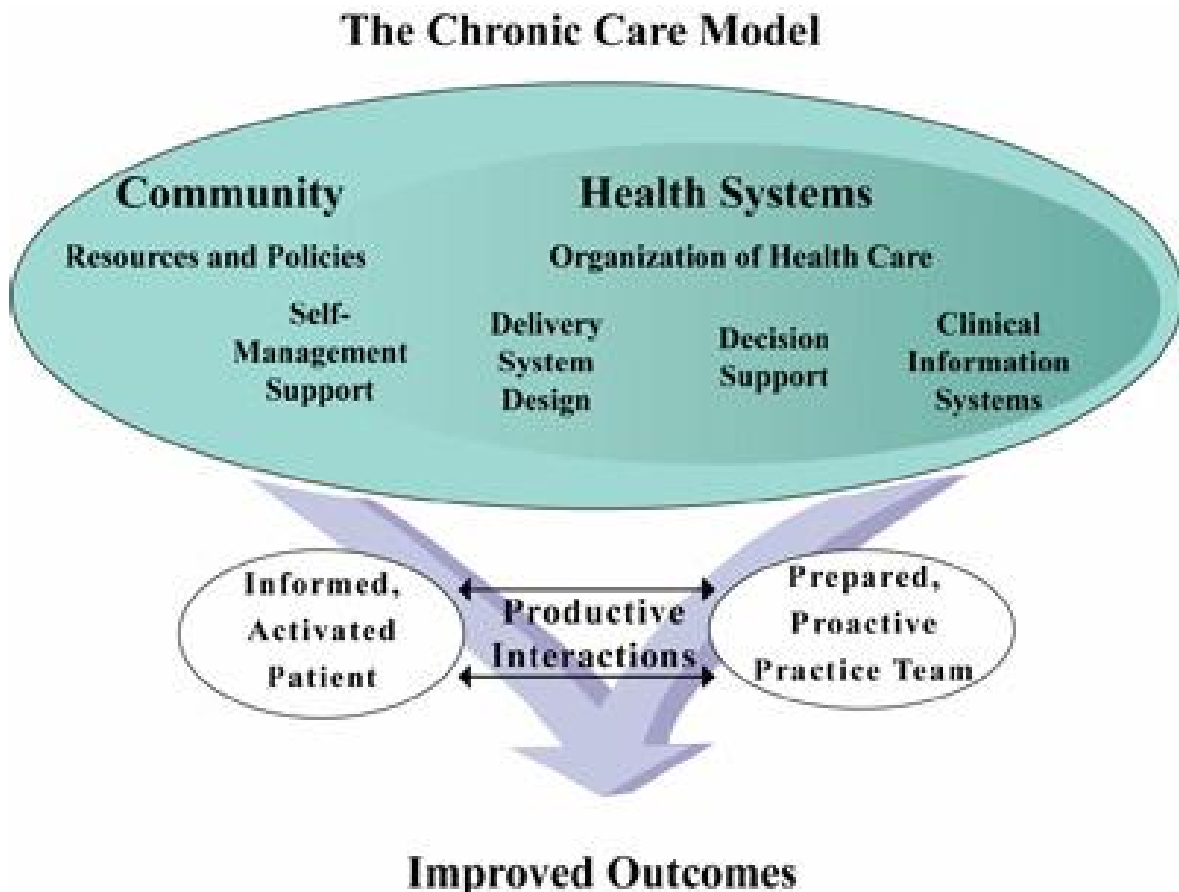 The Chronic Care Model
Community
Health Systems
Resources and Policies
Organization of Health Care
Self-
Management
Support
Delivery
System
Design
Decision
Support
Clinical
Information
Systems
Informed,
Activated
Patient
Productive
Interactions
Prepared,
Proactive
Practice Team
Improved Outcomes